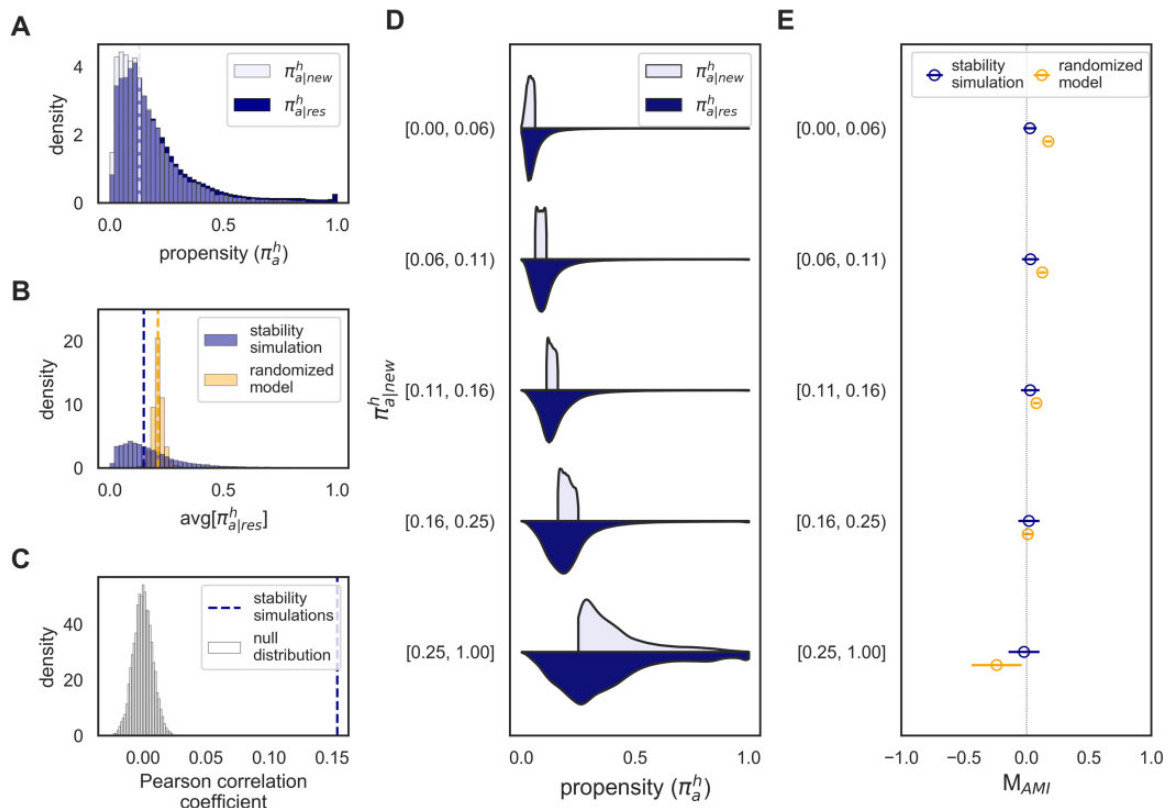 A
density
4
2
0
π^h_{a|new}
π^h_{a|res}
0.0 0.5 1.0
propensity (π^h_a)
B
density
20
10
0
stability
simulation
randomized
model
0.0 0.5 1.0
avg[π^h_{a|res}]
C
density
40
20
0
stability
simulations
null
distribution
0.00 0.05 0.10 0.15
Pearson correlation
coefficient
D
π^h_{a|new}
π^h_{a|new}
π^h_{a|res}
[0.00, 0.06)
[0.06, 0.11)
[0.11, 0.16)
[0.16, 0.25)
[0.25, 1.00]
0.0 0.5 1.0
propensity (π^h_a)
E
stability
simulation
randomized
model
[0.00, 0.06)
[0.06, 0.11)
[0.11, 0.16)
[0.16, 0.25)
[0.25, 1.00]
−1.0 −0.5 0.0 0.5 1.0
M_{AMI}